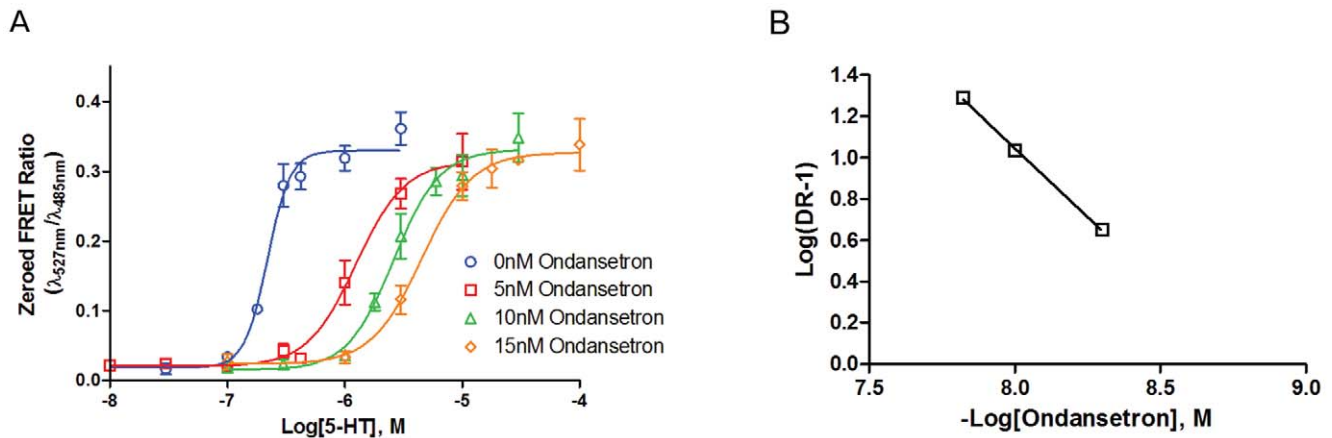 A
Zeroed FRET Ratio
(λ527nm/λ485nm)
0.4
0.3
0.2
0.1
0.0
-8
-7
-6
-5
-4
Log[5-HT], M
0nM Ondansetron
5nM Ondansetron
10nM Ondansetron
15nM Ondansetron
B
Log(DR-1)
1.4
1.2
1.0
0.8
0.6
0.4
0.2
0.0
7.5
8.0
8.5
9.0
-Log[Ondansetron], M